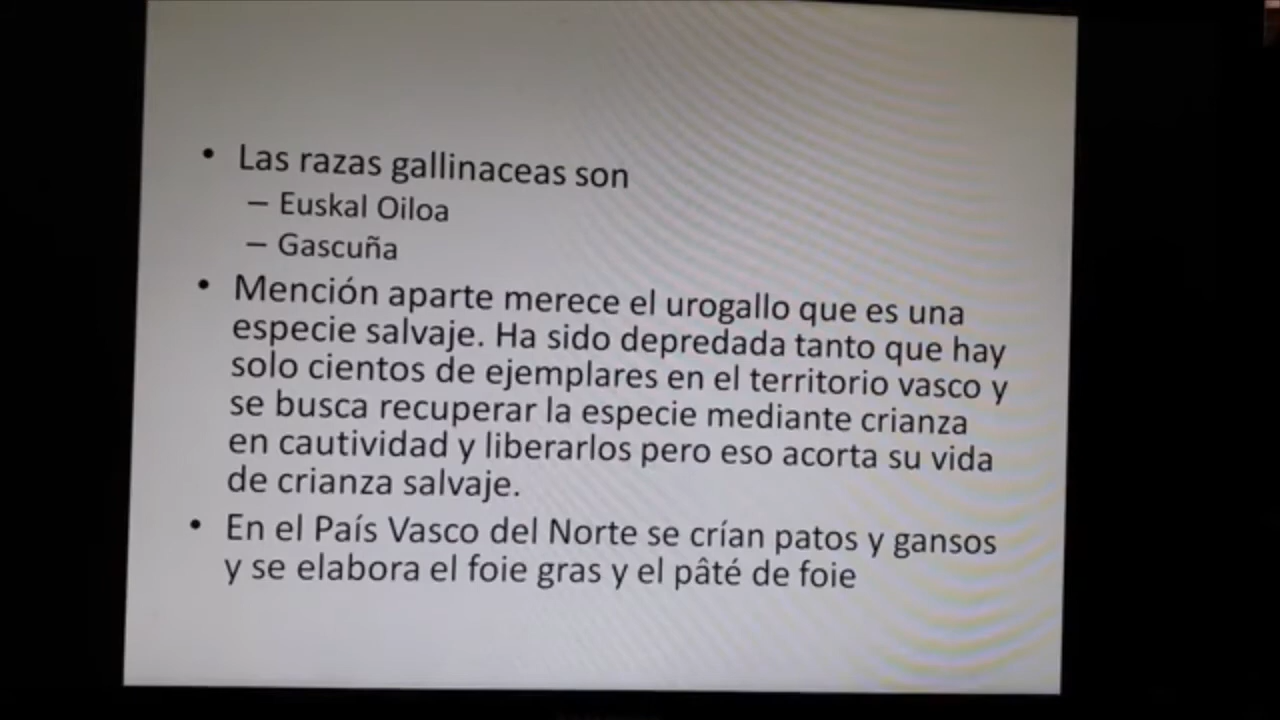 • Las razas gallinaceas son
– Euskal Oiloa
– Gascuña
• Mención aparte merece el urogallo que es una
especie salvaje. Ha sido depredada tanto que hay
solo cientos de ejemplares en el territorio vasco y
se busca recuperar la especie mediante crianza
en cautividad y liberarlos pero eso acorta su vida
de crianza salvaje.
• En el País Vasco del Norte se crían patos y gansos
y se elabora el foie gras y el pâté de foie